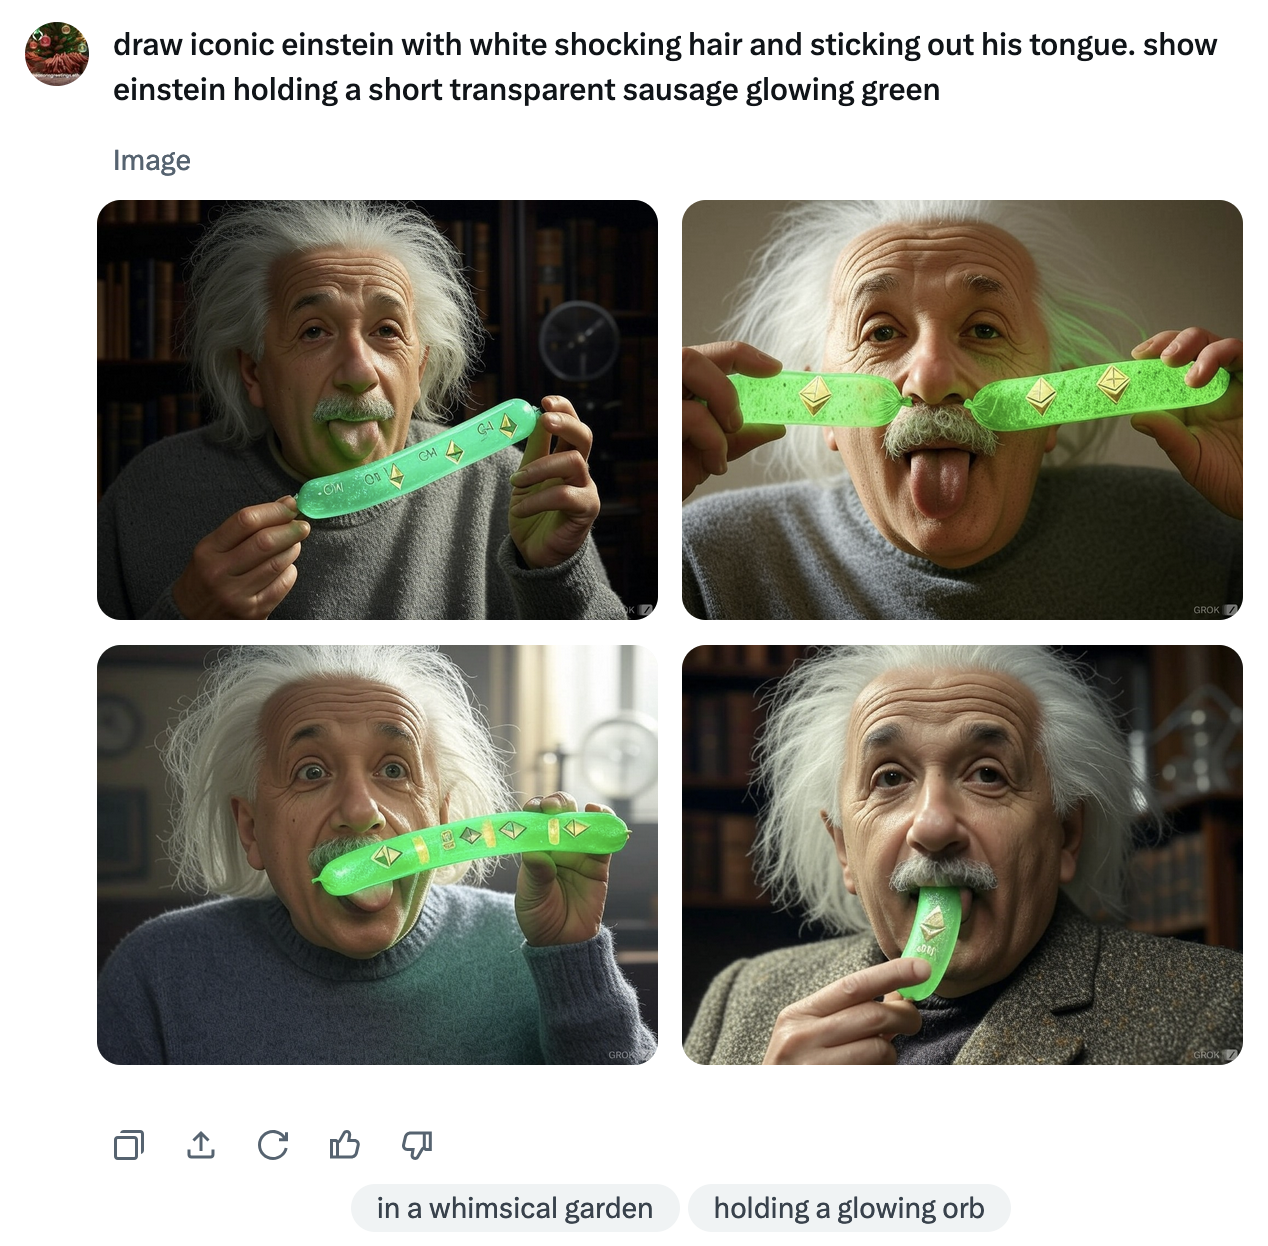 draw iconic einstein with white shocking hair and sticking out his tongue. show
einstein holding a short transparent sausage glowing green
Image
GROK
GROK
GROK
in a whimsical garden
holding a glowing orb